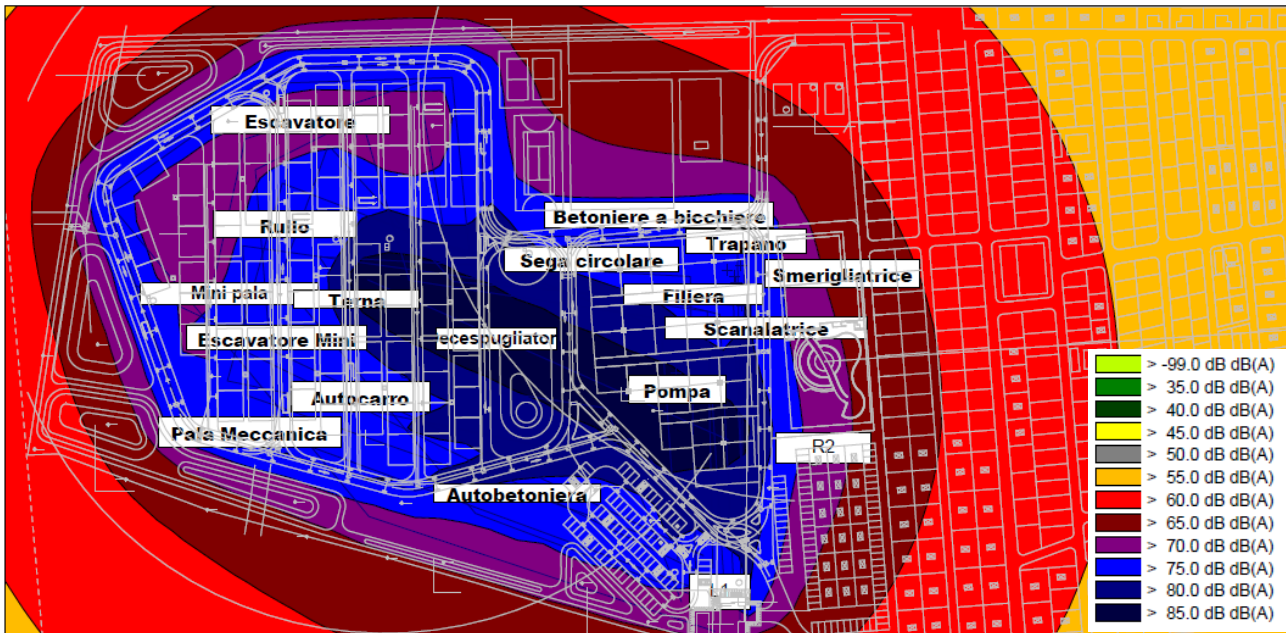 Escavatore
Rullo
Betoniere a bicchiere
Trapano
Sega circolare
Smerigliatrice
Mini pala
Terna
Filiera
Escavatore Mini
ecespugliator
Scanalatrice
Autocarro
Pompa
Pala Meccanica
R2
Autobetoniera
L1
> -99.0 dB dB(A)
> 35.0 dB dB(A)
> 40.0 dB dB(A)
> 45.0 dB dB(A)
> 50.0 dB dB(A)
> 55.0 dB dB(A)
> 60.0 dB dB(A)
> 65.0 dB dB(A)
> 70.0 dB dB(A)
> 75.0 dB dB(A)
> 80.0 dB dB(A)
> 85.0 dB dB(A)